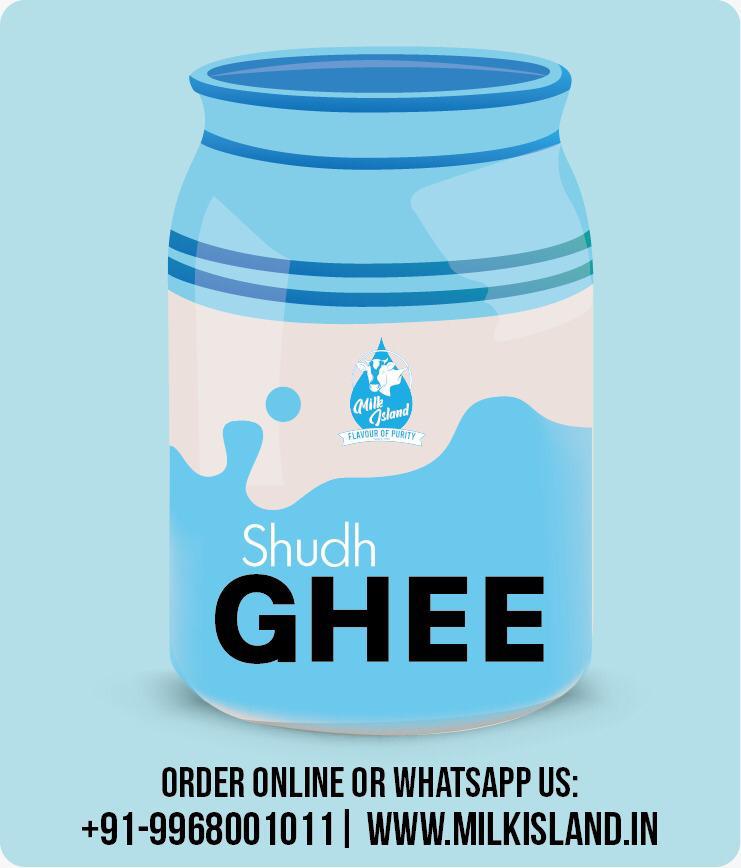 Milk
Island
FLAVOUR OF PURITY
Shudh
GHEE
ORDER ONLINE OR WHATSAPP US:
+91-9968001011| WWW.MILKISLAND.IN